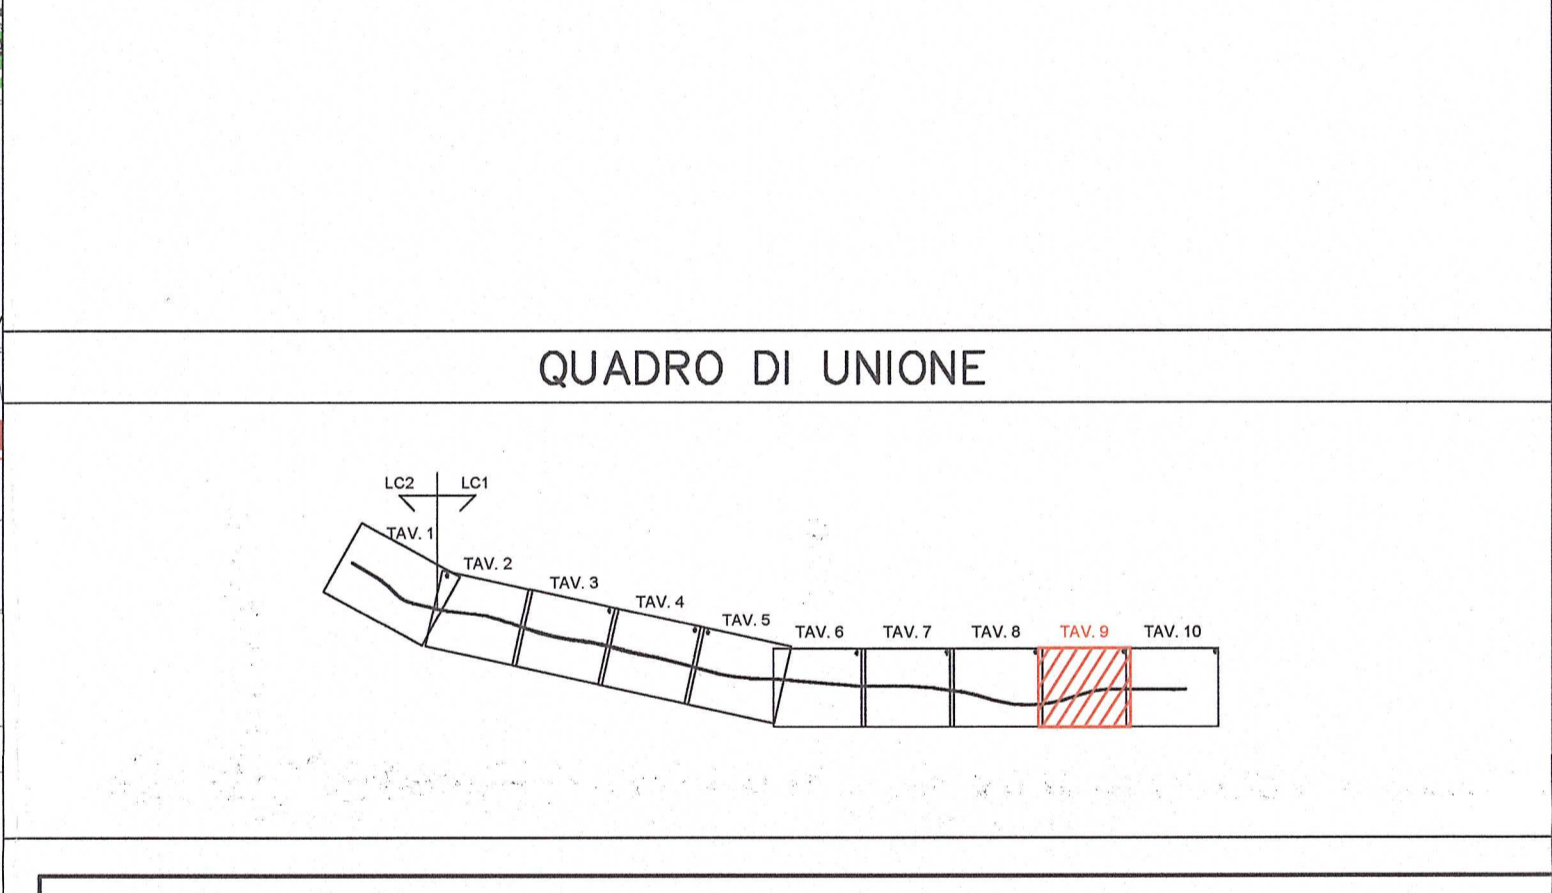 QUADRO DI UNIONE
LC2 LC1
TAV. 1
TAV. 2
TAV. 3
TAV. 4
TAV. 5
TAV. 6 TAV. 7 TAV. 8 TAV. 9 TAV. 10